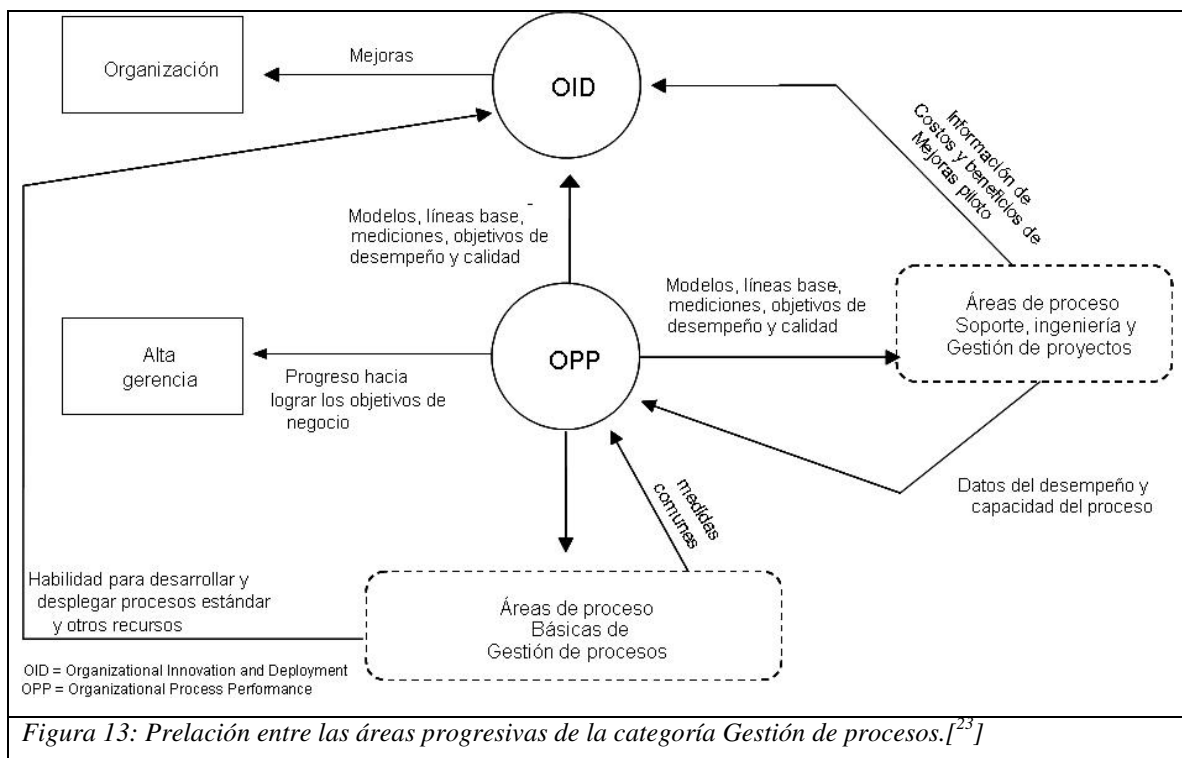 Organización
Mejoras
OID
Información de
Costos y beneficios de
Mejoras piloto
Modelos, líneas base,
mediciones, objetivos de
desempeño y calidad
Modelos, líneas base,
mediciones, objetivos de
desempeño y calidad
Áreas de proceso
Soporte, ingeniería y
Gestión de proyectos
Alta
gerencia
OPP
Progreso hacia
lograr los objetivos de
negocio
medidas
comunes
Datos del desempeño y
capacidad del proceso
Habilidad para desarrollar y
desplegar procesos estándar
y otros recursos
Áreas de proceso
Básicas de
Gestión de procesos
OID = Organizational Innovation and Deployment
OPP = Organizational Process Performance
Figura 13: Prelación entre las áreas progresivas de la categoría Gestión de procesos.[23]